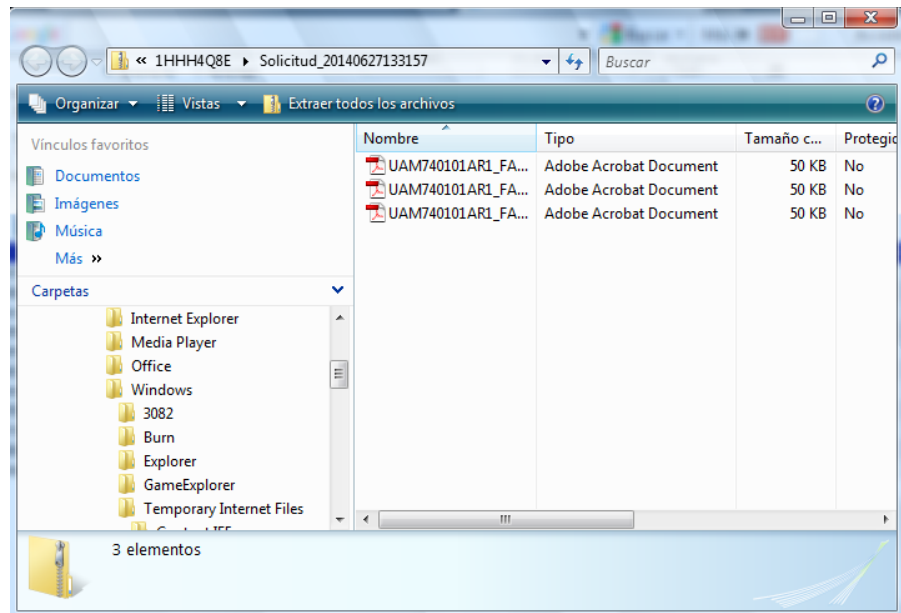 « 1HHH4Q8E Solicitud_20140627133157 Buscar
Organizar Vistas Extraer todos los archivos
Vínculos favoritos
Documentos
Imágenes
Música
Más »
Carpetas
Internet Explorer
Media Player
Office
Windows
3082
Burn
Explorer
GameExplorer
Temporary Internet Files
Nombre Tipo Tamaño c... Protegid
UAM740101AR1_FA... Adobe Acrobat Document 50 KB No
UAM740101AR1_FA... Adobe Acrobat Document 50 KB No
UAM740101AR1_FA... Adobe Acrobat Document 50 KB No
3 elementos